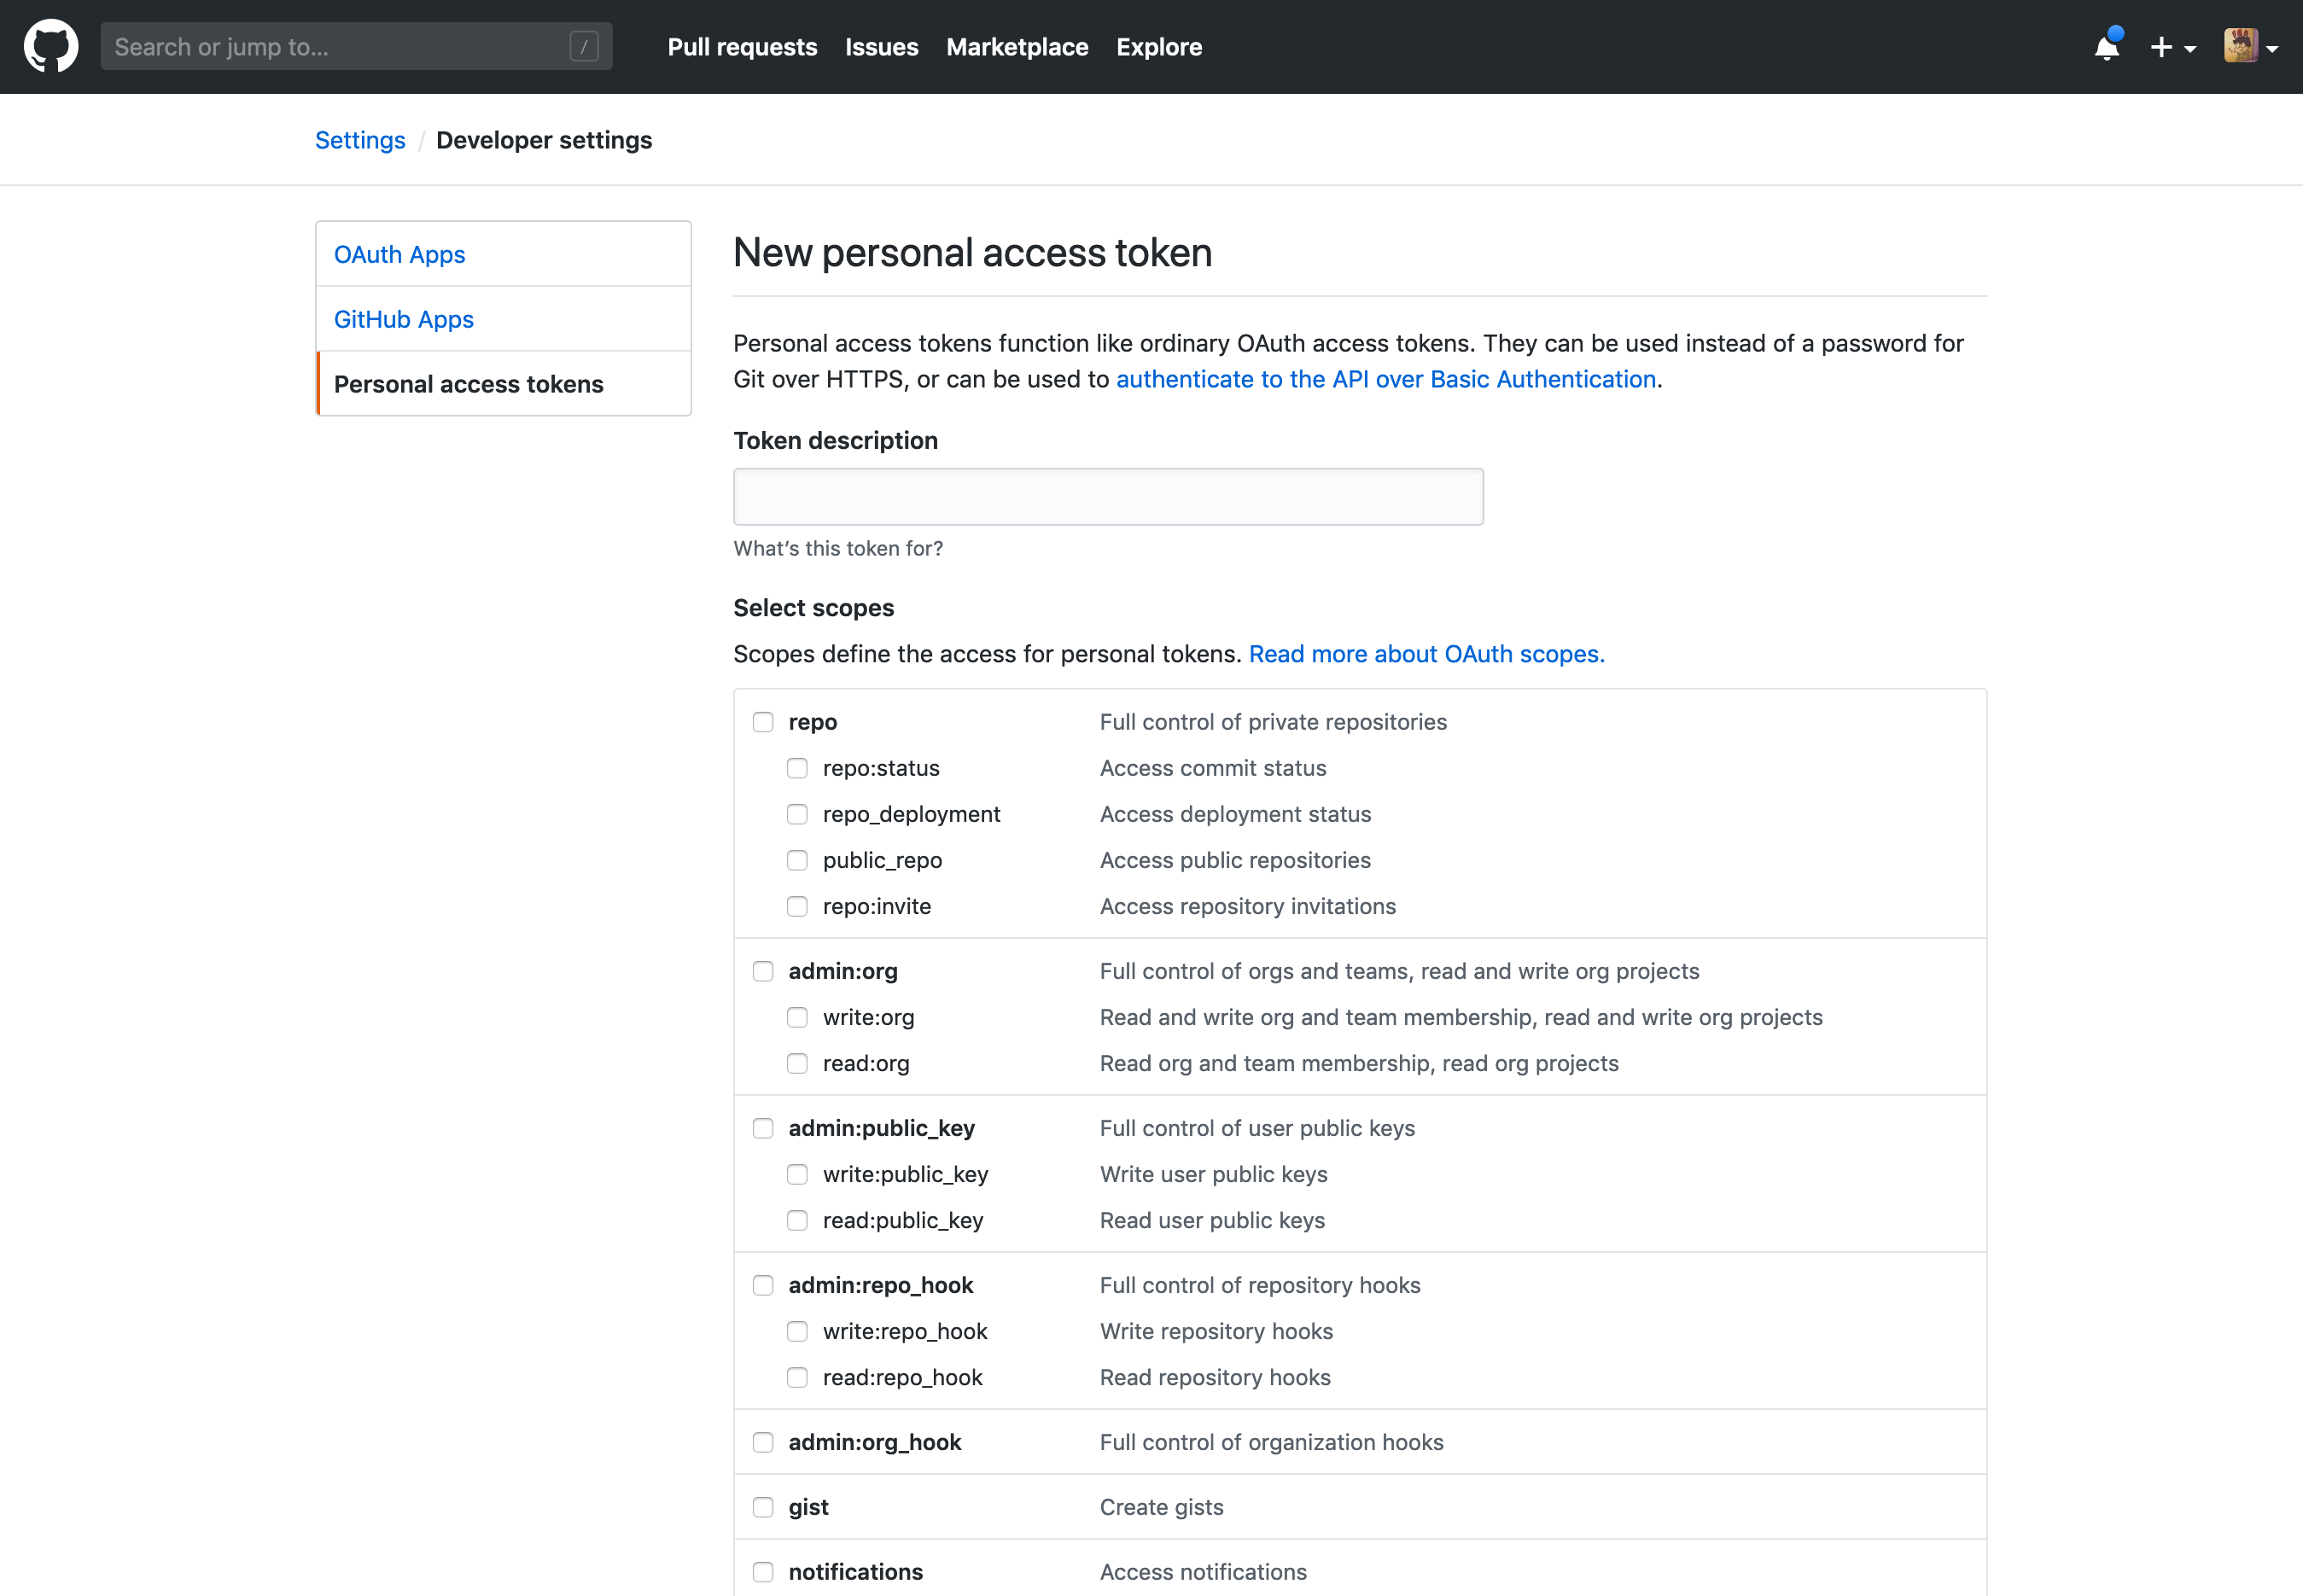 Search or jump to... /
Pull requests Issues Marketplace Explore
Settings / Developer settings
OAuth Apps
GitHub Apps
Personal access tokens
New personal access token
Personal access tokens function like ordinary OAuth access tokens. They can be used instead of a password for
Git over HTTPS, or can be used to authenticate to the API over Basic Authentication.
Token description
What’s this token for?
Select scopes
Scopes define the access for personal tokens. Read more about OAuth scopes.
repo Full control of private repositories
repo:status Access commit status
repo_deployment Access deployment status
public_repo Access public repositories
repo:invite Access repository invitations
admin:org Full control of orgs and teams, read and write org projects
write:org Read and write org and team membership, read and write org projects
read:org Read org and team membership, read org projects
admin:public_key Full control of user public keys
write:public_key Write user public keys
read:public_key Read user public keys
admin:repo_hook Full control of repository hooks
write:repo_hook Write repository hooks
read:repo_hook Read repository hooks
admin:org_hook Full control of organization hooks
gist Create gists
notifications Access notifications